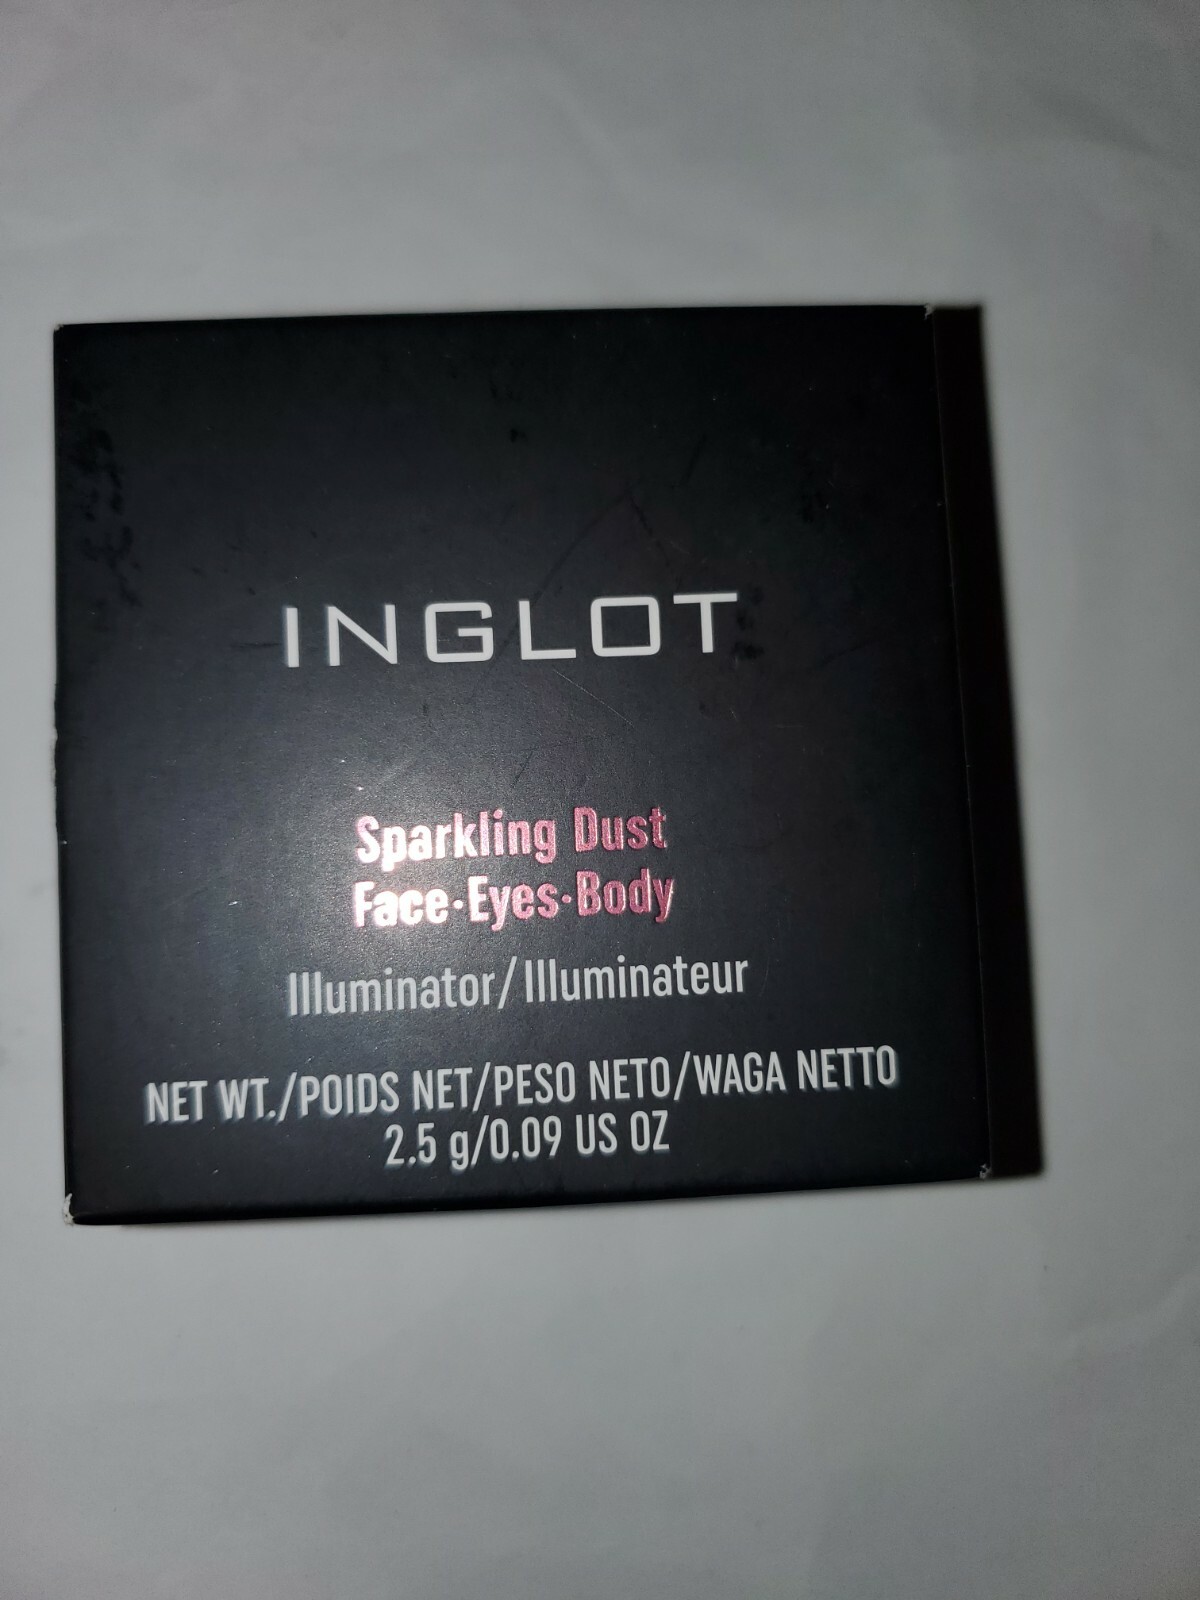 INGLOT
Sparkling Dust
Face·Eyes·Body
Illuminator/Illuminateur
NET WT./POIDS NET/PESO NETO/WAGA NETTO
2.5 g/0.09 US OZ